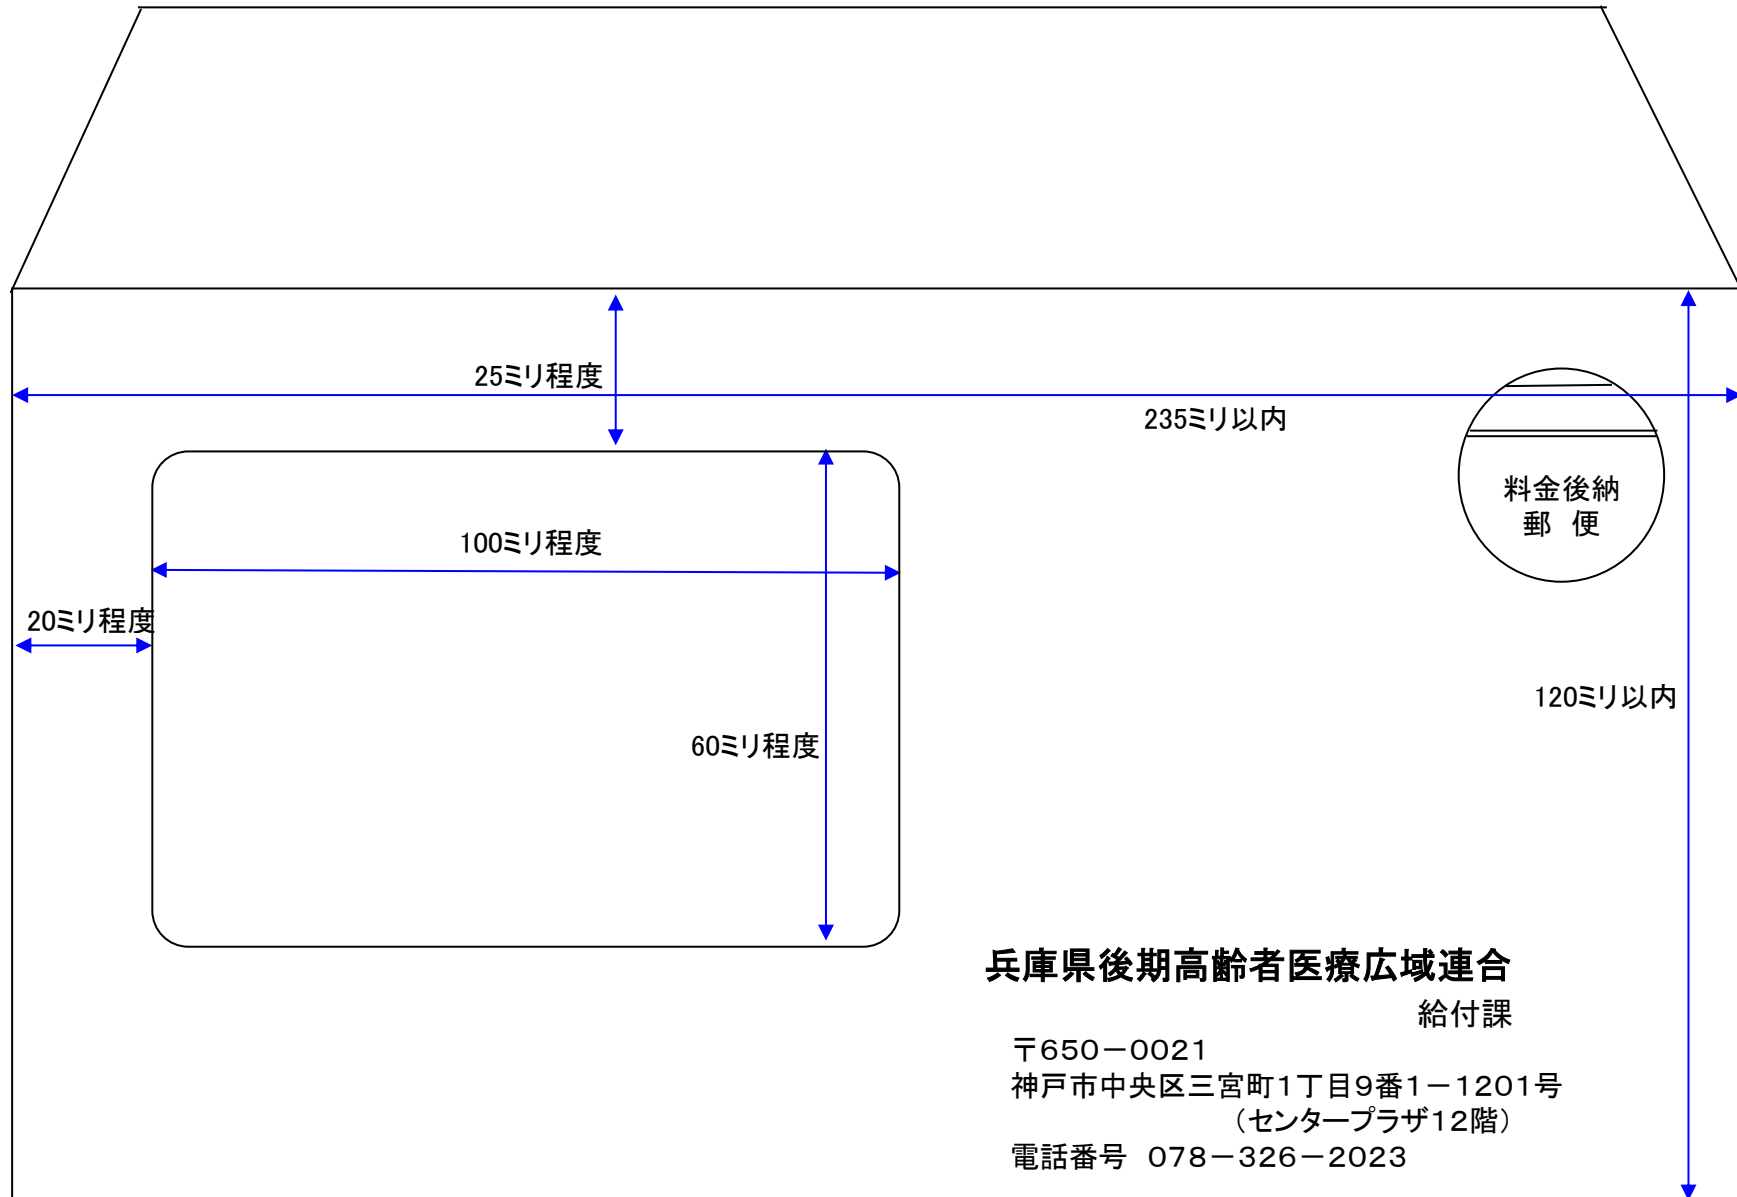 25ミリ程度
235ミリ以内
料金後納
郵 便
100ミリ程度
20ミリ程度
120ミリ以内
60ミリ程度
兵庫県後期高齢者医療広域連合
給付課
〒650－0021
神戸市中央区三宮町1丁目9番1－1201号
（センタープラザ12階）
電話番号 078－326－2023